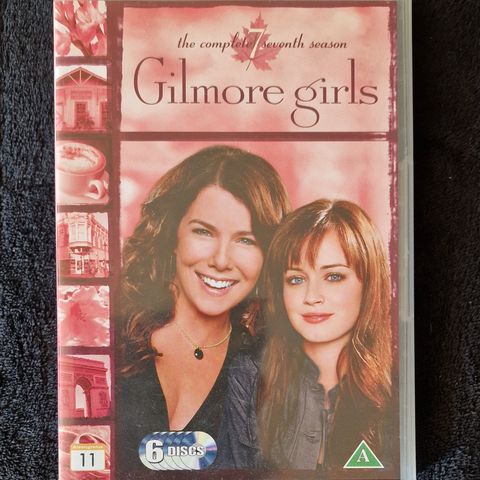 the complete 7 seventh season
Gilmore girls
6 DISCS
11
A